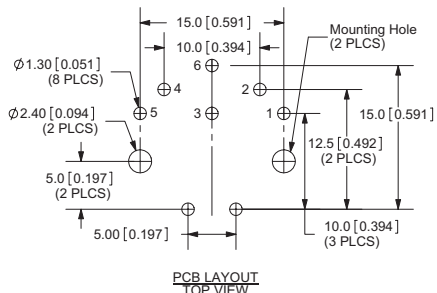 15.0 [0.591]
Mounting Hole
(2 PLCS)
10.0 [0.394]
6
Ø1.30 [0.051]
(8 PLCS)
4
2
Ø2.40 [0.094]
(2 PLCS)
5
3
1
15.0 [0.591]
12.5 [0.492]
(2 PLCS)
5.0 [0.197]
(2 PLCS)
5.00 [0.197]
10.0 [0.394]
(3 PLCS)
PCB LAYOUT
TOP VIEW